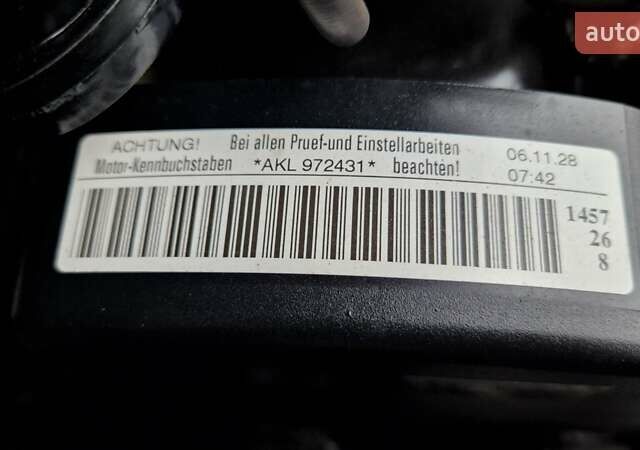 auto
ACHTUNG! Bei allen Pruef-und Einstellarbeiten 06.11.28
Motor-Kennbuchstaben *AKL 972431* beachten! 07:42
1457
26
8